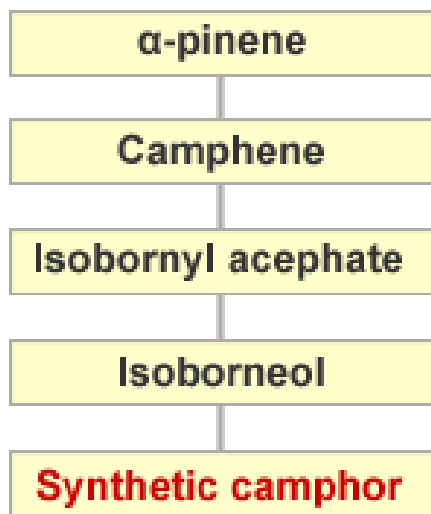 α-pinene
Camphene
Isobornyl acephate
Isoborneol
Synthetic camphor